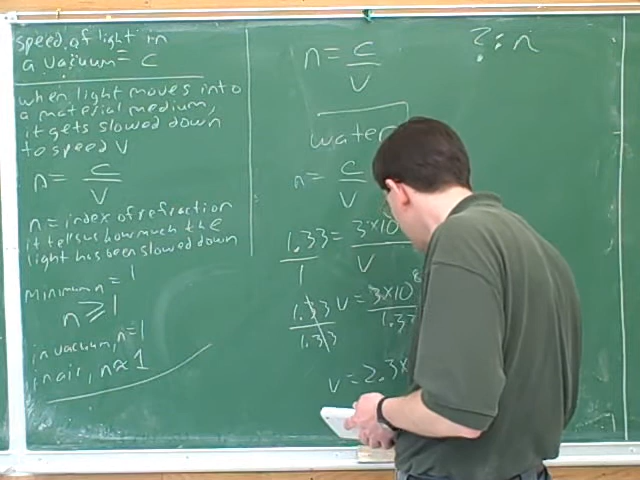 speed of light in
a vacuum = c
when light moves into
a material medium,
it gets slowed down
to speed v
n = c/v
n = index of refraction
it tells us how much the
light has been slowed down
minimum n = 1
n ≥ 1
in vacuum, n=1
in air, n≈1
n = c/v
water
n = c/v
1.33/1 = 3×10/v
1.33 v/1.33 = 3×10⁸/1.33
v = 2.3×
?: n